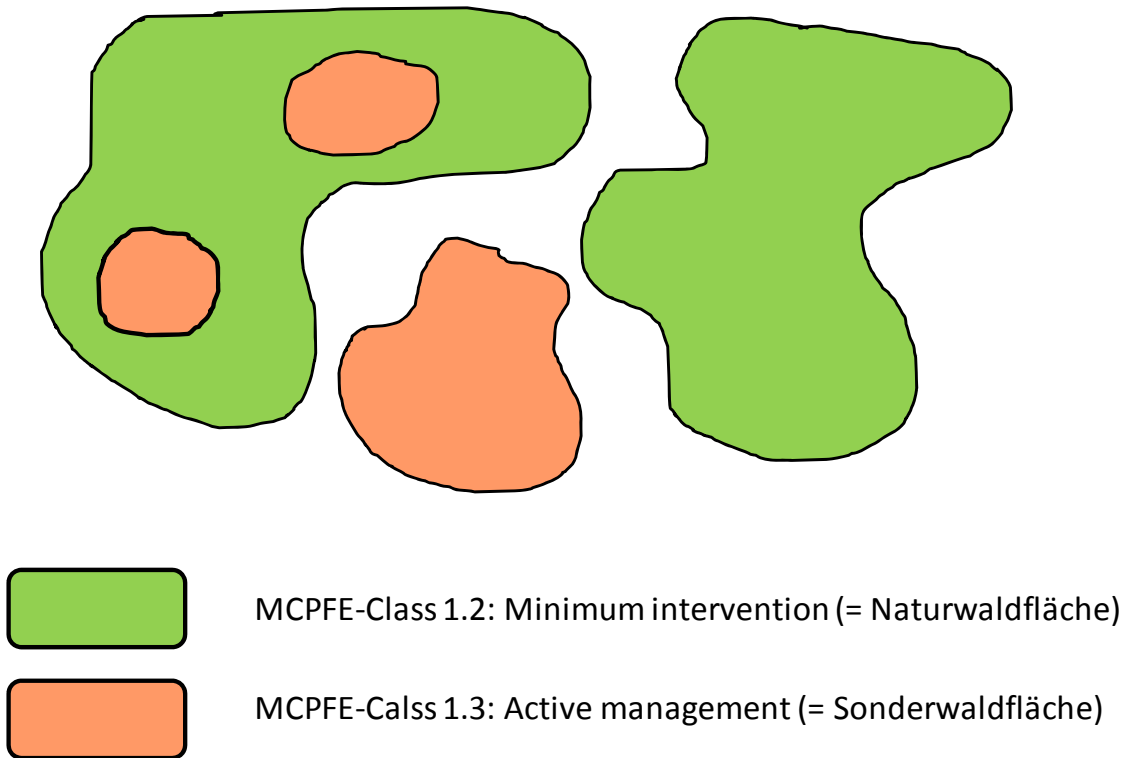 MCPFE-Class 1.2: Minimum intervention (= Naturwaldfläche)
MCPFE-Calss 1.3: Active management (= Sonderwaldfläche)